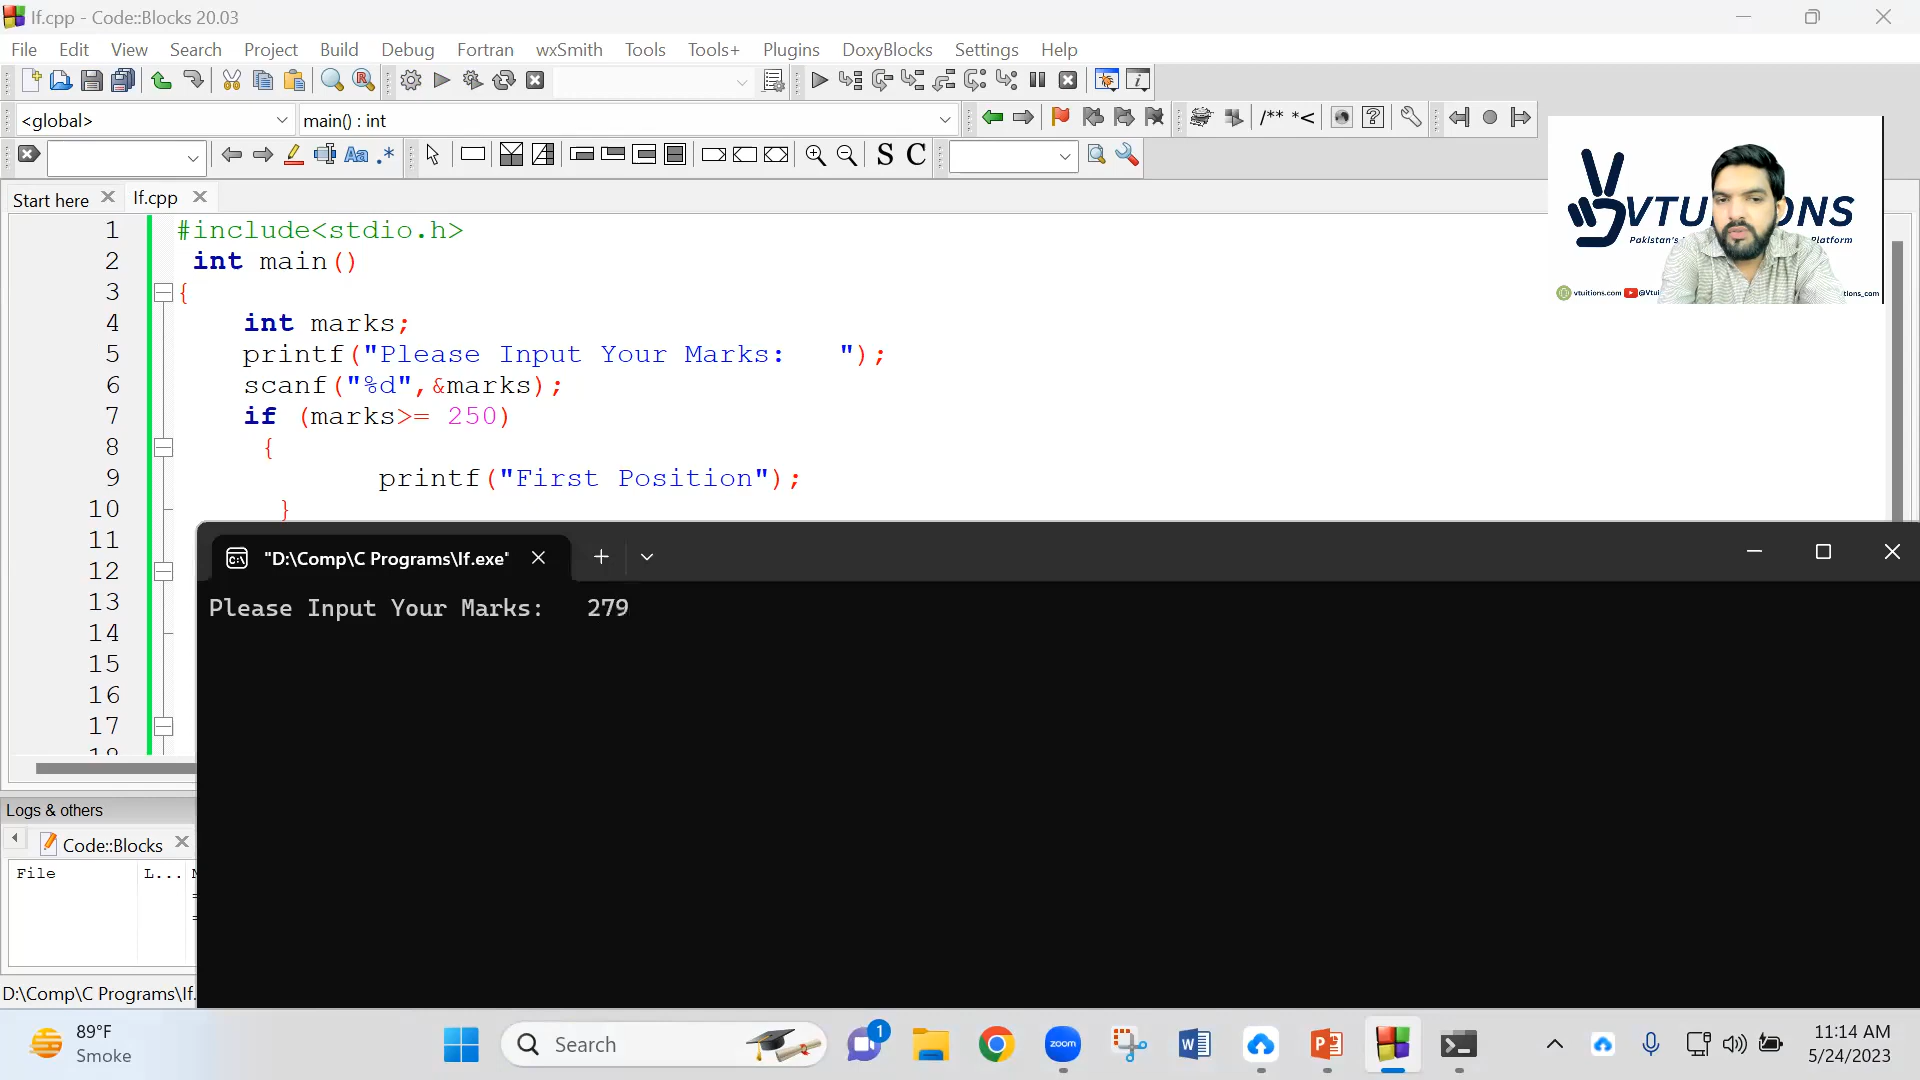 If.cpp - Code::Blocks 20.03
File Edit View Search Project Build Debug Fortran wxSmith Tools Tools+ Plugins DoxyBlocks Settings Help
<global> main() : int /** *<
Aa .* S C
Start here If.cpp
1 #include<stdio.h>
2 int main()
3 {
4 int marks;
5 printf("Please Input Your Marks:   ");
6 scanf("%d",&marks);
7 if (marks>= 250)
8 {
9 printf("First Position");
10 }
11
12
13
14
15
16
17
VTUITIONS
Pakistan's Platform
vtuitions.com @Vtui tions_com
"D:\Comp\C Programs\If.exe"
Please Input Your Marks:   279
Logs & others
Code::Blocks
File L...
D:\Comp\C Programs\If.
89°F
Smoke
Search
1
zoom
11:14 AM
5/24/2023